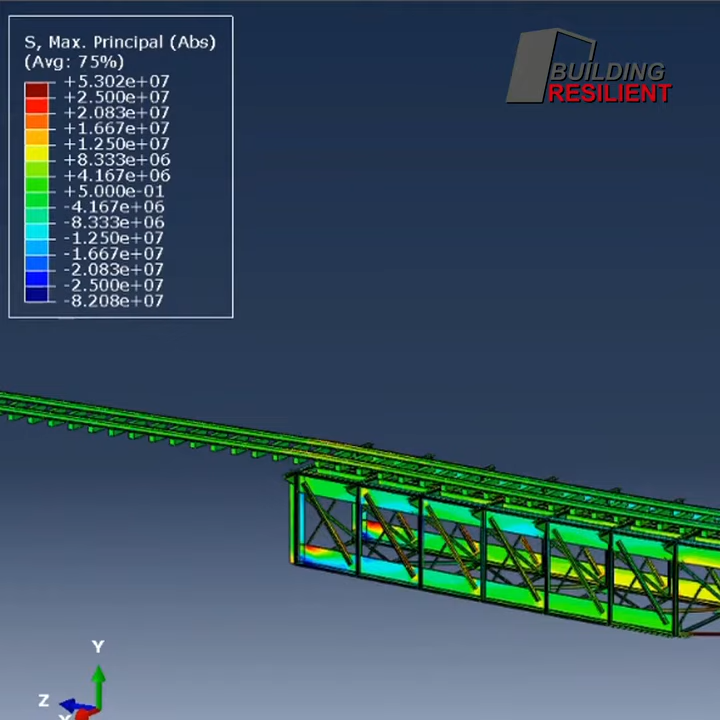 S, Max. Principal (Abs)
(Avg: 75%)
+5.302e+07
+2.500e+07
+2.083e+07
+1.667e+07
+1.250e+07
+8.333e+06
+4.167e+06
+5.000e-01
-4.167e+06
-8.333e+06
-1.250e+07
-1.667e+07
-2.083e+07
-2.500e+07
-8.208e+07
BUILDING
RESILIENT
Y
Z
X